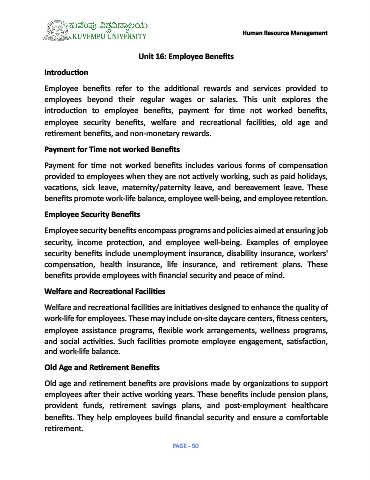 ಕುವೆಂಪು ವಿಶ್ವವಿದ್ಯಾಲಯ
KUVEMPU UNIVERSITY
Human Resource Management
Unit 16: Employee Benefits
Introduction
Employee benefits refer to the additional rewards and services provided to
employees beyond their regular wages or salaries. This unit explores the
introduction to employee benefits, payment for time not worked benefits,
employee security benefits, welfare and recreational facilities, old age and
retirement benefits, and non-monetary rewards.
Payment for Time not worked Benefits
Payment for time not worked benefits includes various forms of compensation
provided to employees when they are not actively working, such as paid holidays,
vacations, sick leave, maternity/paternity leave, and bereavement leave. These
benefits promote work-life balance, employee well-being, and employee retention.
Employee Security Benefits
Employee security benefits encompass programs and policies aimed at ensuring job
security, income protection, and employee well-being. Examples of employee
security benefits include unemployment insurance, disability insurance, workers'
compensation, health insurance, life insurance, and retirement plans. These
benefits provide employees with financial security and peace of mind.
Welfare and Recreational Facilities
Welfare and recreational facilities are initiatives designed to enhance the quality of
work-life for employees. These may include on-site daycare centers, fitness centers,
employee assistance programs, flexible work arrangements, wellness programs,
and social activities. Such facilities promote employee engagement, satisfaction,
and work-life balance.
Old Age and Retirement Benefits
Old age and retirement benefits are provisions made by organizations to support
employees after their active working years. These benefits include pension plans,
provident funds, retirement savings plans, and post-employment healthcare
benefits. They help employees build financial security and ensure a comfortable
retirement.
PAGE - 50